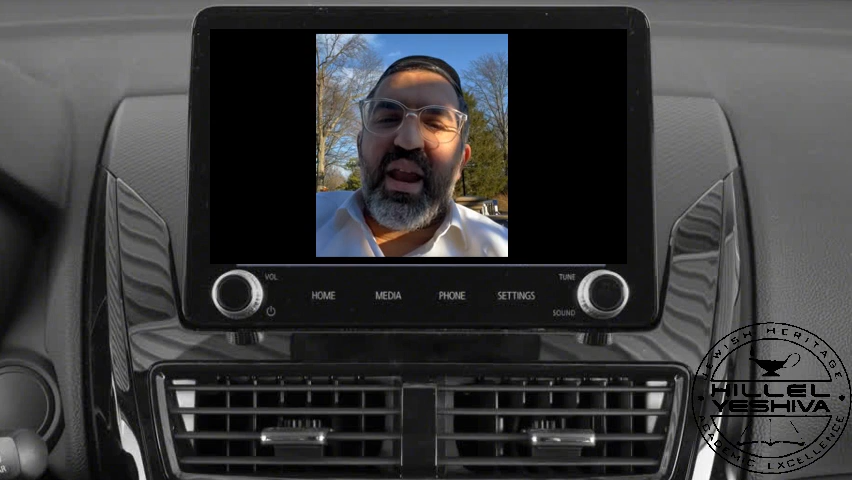 VOL
TUNE
HOME
MEDIA
PHONE
SETTINGS
SOUND
JEWISH HERITAGE
HILLEL
YESHIVA
ACADEMIC EXCELLENCE